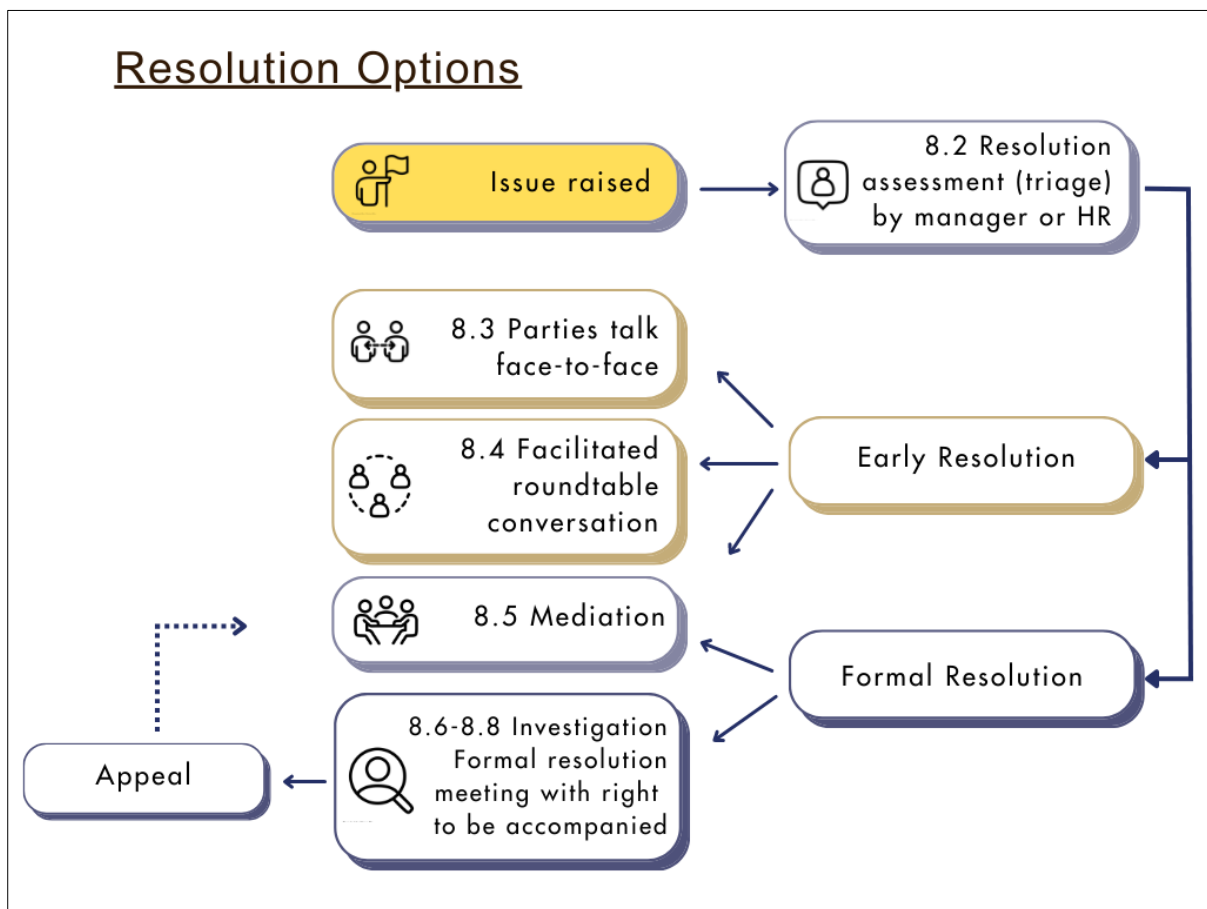 Resolution Options
Issue raised
8.2 Resolution
assessment (triage)
by manager or HR
8.3 Parties talk
face-to-face
8.4 Facilitated
roundtable
conversation
Early Resolution
8.5 Mediation
Formal Resolution
8.6-8.8 Investigation
Formal resolution
meeting with right
to be accompanied
Appeal